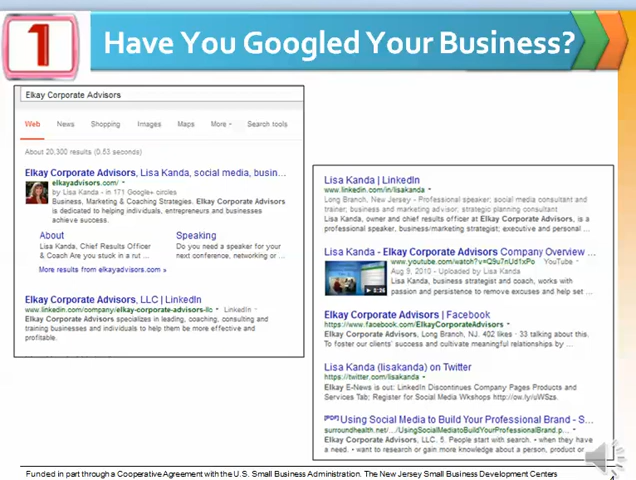 1
Have You Googled Your Business?
Elkay Corporate Advisors
Web News Shopping Images Maps More Search tools
About 20,300 results (0.53 seconds)
Elkay Corporate Advisors, Lisa Kanda, social media, busin...
elkayadvisors.com/
by Lisa Kanda - in 171 Google+ circles
Business, Marketing & Coaching Strategies. Elkay Corporate Advisors
is dedicated to helping individuals, entrepreneurs and businesses
achieve success.
About Speaking
Lisa Kanda, Chief Results Officer Do you need a speaker for your
& Coach Are you stuck in a rut ... next conference, networking or ...
More results from elkayadvisors.com »
Elkay Corporate Advisors, LLC | LinkedIn
www.linkedin.com/company/elkay-corporate-advisors-llc LinkedIn
Elkay Corporate Advisors specializes in leading, coaching, consulting and
training businesses and individuals to help them be more effective and
profitable.
Lisa Kanda | LinkedIn
www.linkedin.com/in/lisakanda
Long Branch, New Jersey - Professional speaker; social media consultant and
trainer; business and marketing advisor; strategic planning consultant
Lisa Kanda, owner and chief results officer at Elkay Corporate Advisors, is a
professional speaker, business/marketing strategist; executive and personal ...
Lisa Kanda - Elkay Corporate Advisors Company Overview ...
www.youtube.com/watch?v=Q9u7nUd1xPo YouTube
Aug 9, 2010 - Uploaded by Lisa Kanda
Lisa Kanda, business strategist and coach, works with
passion and persistence to remove excuses and help set ...
Elkay Corporate Advisors | Facebook
https://www.facebook.com/ElkayCorporateAdvisors
Elkay Corporate Advisors, Long Branch, NJ. 402 likes · 33 talking about this.
To foster our clients' success and cultivate meaningful relationships by ...
Lisa Kanda (lisakanda) on Twitter
https://twitter.com/lisakanda
Elkay E-News is out: LinkedIn Discontinues Company Pages Products and
Services Tab; Register for Social Media Wkshops http://ow.ly/uWSza.
[PDF] Using Social Media to Build Your Professional Brand - S...
surroundhealth.net/.../UsingSocialMediatoBuildYourProfessionalBrand.p...
Elkay Corporate Advisors, LLC. 5. People start with search. • when they have
a need. • want to research or gain more knowledge about a person, product or
Funded in part through a Cooperative Agreement with the U.S. Small Business Administration. The New Jersey Small Business Development Centers